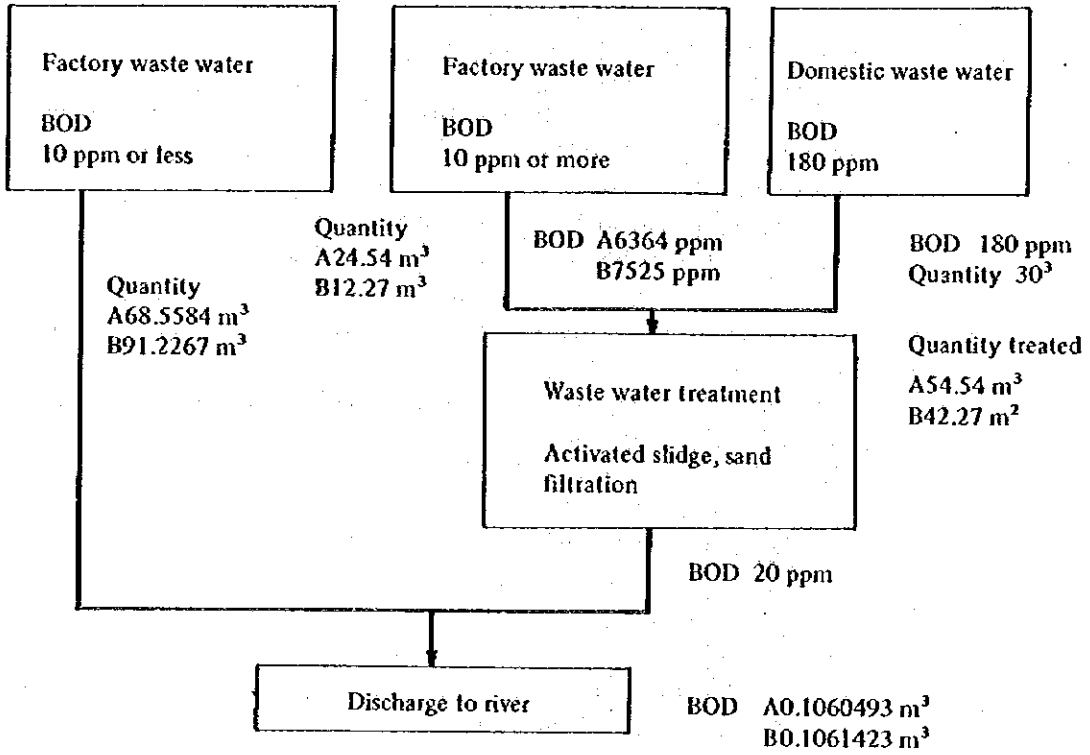 Factory waste water
BOD
10 ppm or less
Factory waste water
BOD
10 ppm or more
Domestic waste water
BOD
180 ppm
Quantity
A24.54 m³
B12.27 m³
BOD A6364 ppm
B7525 ppm
BOD 180 ppm
Quantity 30³
Quantity
A68.5584 m³
B91.2267 m³
Quantity treated
A54.54 m³
B42.27 m²
Waste water treatment
Activated slidge, sand
filtration
BOD 20 ppm
Discharge to river
BOD A0.1060493 m³
B0.1061423 m³